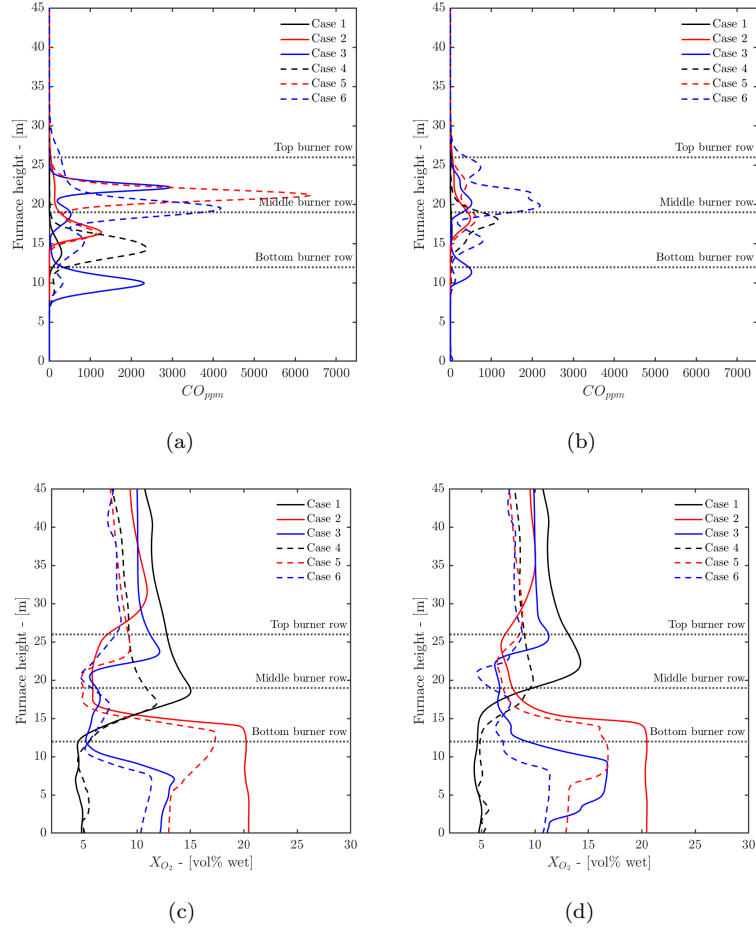 45
40
35
30
25
20
15
10
5
0
Furnace height - [m]
Case 1
Case 2
Case 3
Case 4
Case 5
Case 6
Top burner row
Middle burner row
Bottom burner row
0 1000 2000 3000 4000 5000 6000 7000
CO_ppm
(a)
45
40
35
30
25
20
15
10
5
0
Furnace height - [m]
Case 1
Case 2
Case 3
Case 4
Case 5
Case 6
Top burner row
Middle burner row
Bottom burner row
0 1000 2000 3000 4000 5000 6000 7000
CO_ppm
(b)
45
40
35
30
25
20
15
10
5
0
Furnace height - [m]
Case 1
Case 2
Case 3
Case 4
Case 5
Case 6
Top burner row
Middle burner row
Bottom burner row
5 10 15 20 25 30
X_O2 - [vol% wet]
(c)
45
40
35
30
25
20
15
10
5
0
Furnace height - [m]
Case 1
Case 2
Case 3
Case 4
Case 5
Case 6
Top burner row
Middle burner row
Bottom burner row
5 10 15 20 25 30
X_O2 - [vol% wet]
(d)